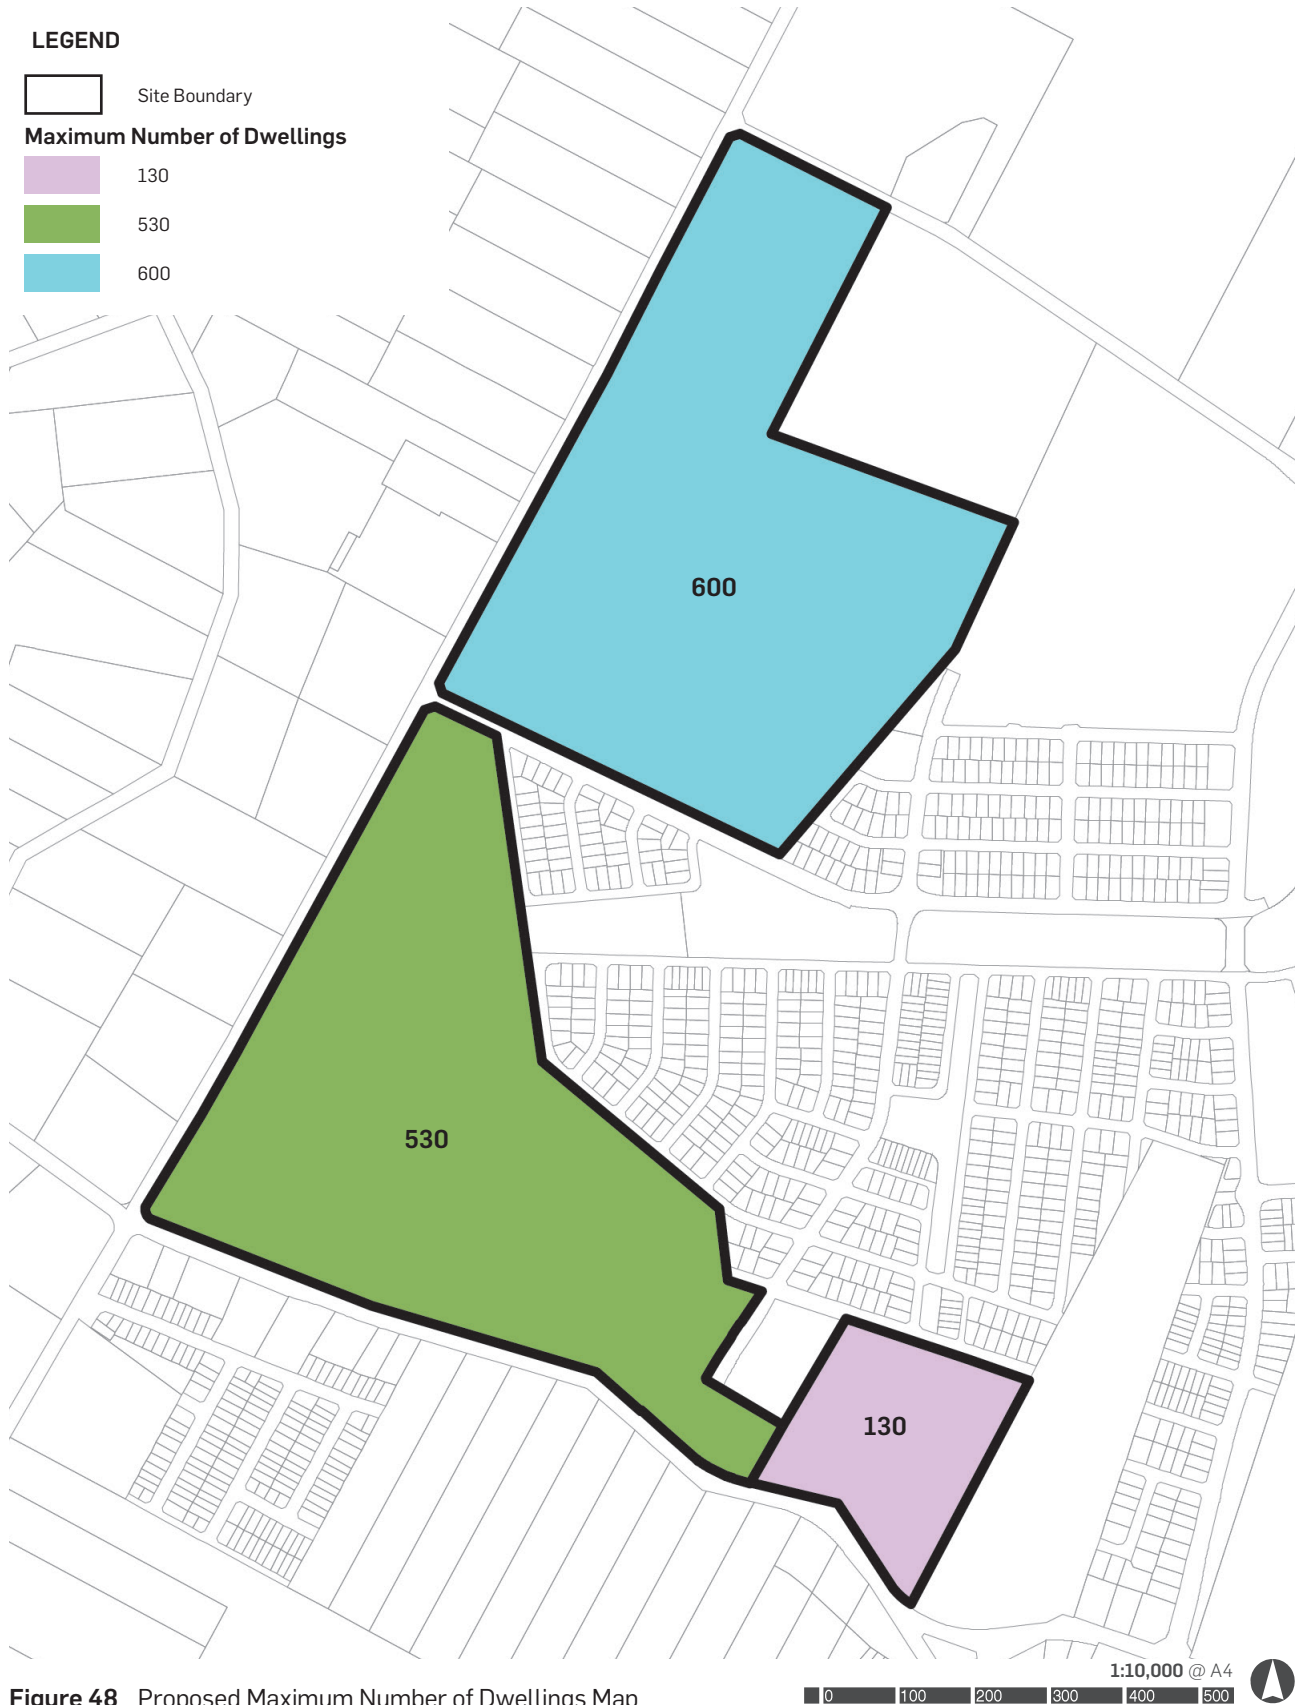 LEGEND
Site Boundary
Maximum Number of Dwellings
130
530
600
600
530
130
1:10,000 @ A4
Figure 48 Proposed Maximum Number of Dwellings Map
0 100 200 300 400 500